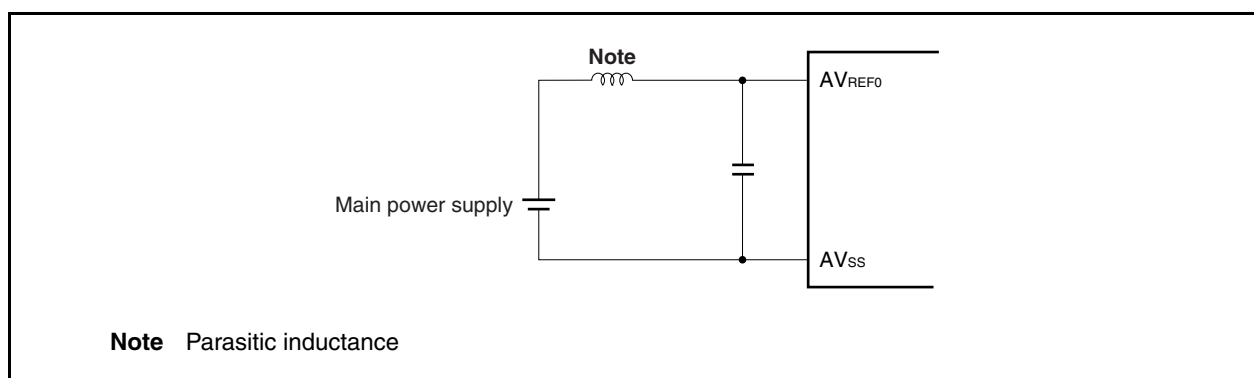 Note
AVREF0
Main power supply
AVSS
Note Parasitic inductance